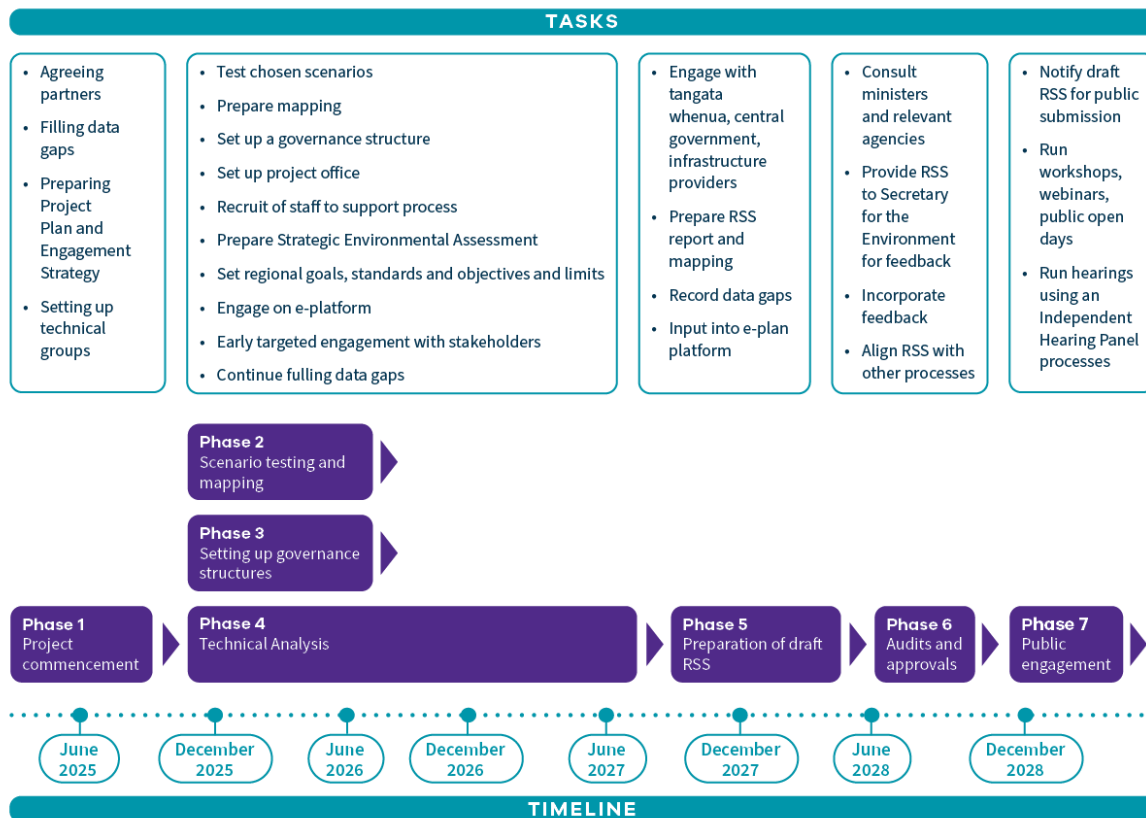 TASKS
• Agreeing
partners
• Filling data
gaps
• Preparing
Project
Plan and
Engagement
Strategy
• Setting up
technical
groups
• Test chosen scenarios
• Prepare mapping
• Set up a governance structure
• Set up project office
• Recruit of staff to support process
• Prepare Strategic Environmental Assessment
• Set regional goals, standards and objectives and limits
• Engage on e-platform
• Early targeted engagement with stakeholders
• Continue fulling data gaps
• Engage with
tangata
whenua, central
government,
infrastructure
providers
• Prepare RSS
report and
mapping
• Record data gaps
• Input into e-plan
platform
• Consult
ministers
and relevant
agencies
• Provide RSS
to Secretary
for the
Environment
for feedback
• Incorporate
feedback
• Align RSS with
other processes
• Notify draft
RSS for public
submission
• Run
workshops,
webinars,
public open
days
• Run hearings
using an
Independent
Hearing Panel
processes
Phase 2
Scenario testing and
mapping
Phase 3
Setting up governance
structures
Phase 1
Project
commencement
Phase 4
Technical Analysis
Phase 5
Preparation of draft
RSS
Phase 6
Audits and
approvals
Phase 7
Public
engagement
June
2025
December
2025
June
2026
December
2026
June
2027
December
2027
June
2028
December
2028
TIMELINE